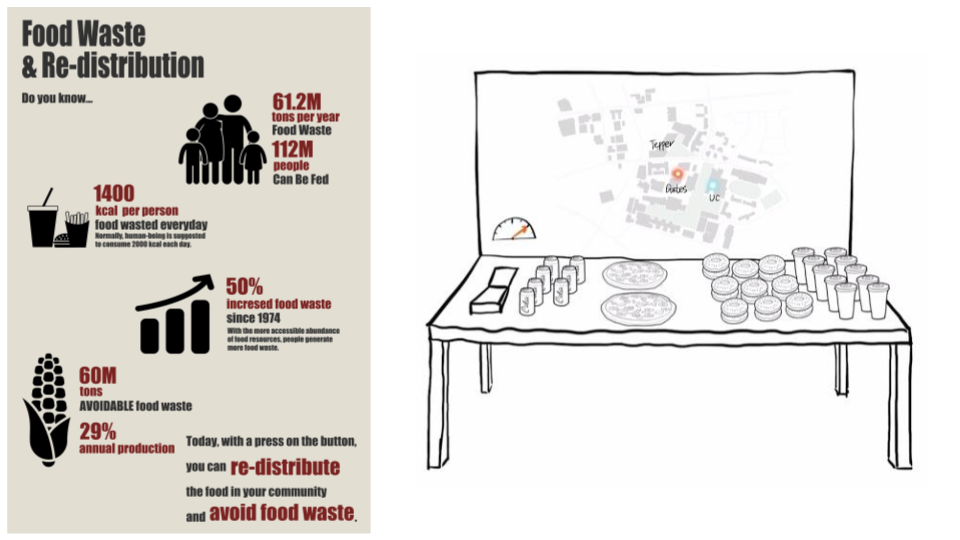 Food Waste
& Re-distribution
Do you know...
61.2M
tons per year
Food Waste
112M
people
Can Be Fed
1400
kcal per person
food wasted everyday
Normally, human-being is suggested
to consume 2000 kcal each day.
50%
incresed food waste
since 1974
With the more accessible abundance
of food resources, people generate
more food waste.
60M
tons
AVOIDABLE food waste
29%
annual production
Today, with a press on the button,
you can re-distribute
the food in your community
and avoid food waste.
Tepper
Gates
UC